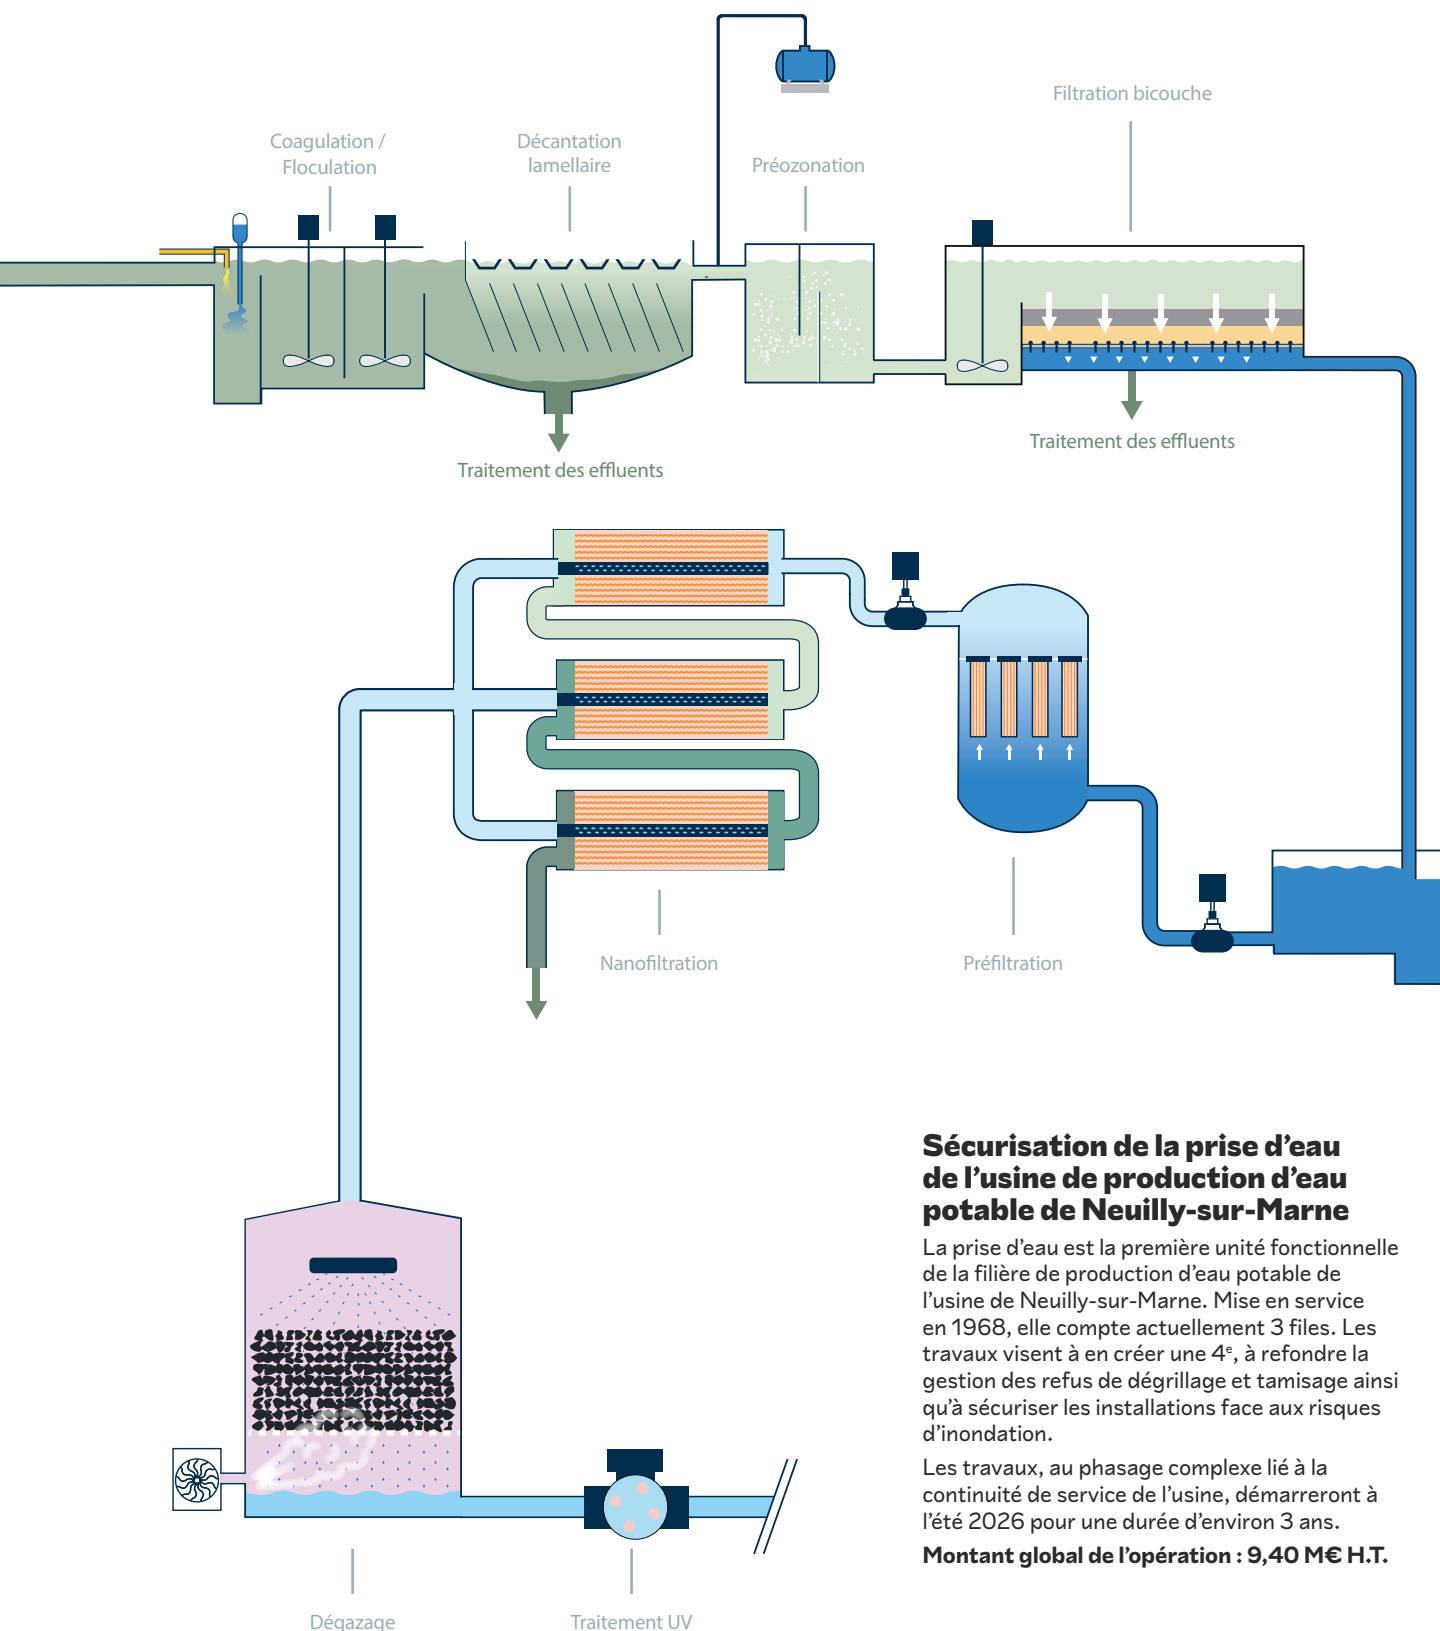 Filtration bicouche
Coagulation /
Floculation
Décantation
lamellaire
Préozonation
Traitement des effluents
Traitement des effluents
Nanofiltration
Préfiltration
Sécurisation de la prise d'eau
de l'usine de production d'eau
potable de Neuilly-sur-Marne
La prise d'eau est la première unité fonctionnelle
de la filière de production d'eau potable de
l'usine de Neuilly-sur-Marne. Mise en service
en 1968, elle compte actuellement 3 files. Les
travaux visent à en créer une 4e, à refondre la
gestion des refus de dégrillage et tamisage ainsi
qu'à sécuriser les installations face aux risques
d'inondation.
Les travaux, au phasage complexe lié à la
continuité de service de l'usine, démarreront à
l'été 2026 pour une durée d'environ 3 ans.
Montant global de l'opération : 9,40 M€ H.T.
Dégazage
Traitement UV